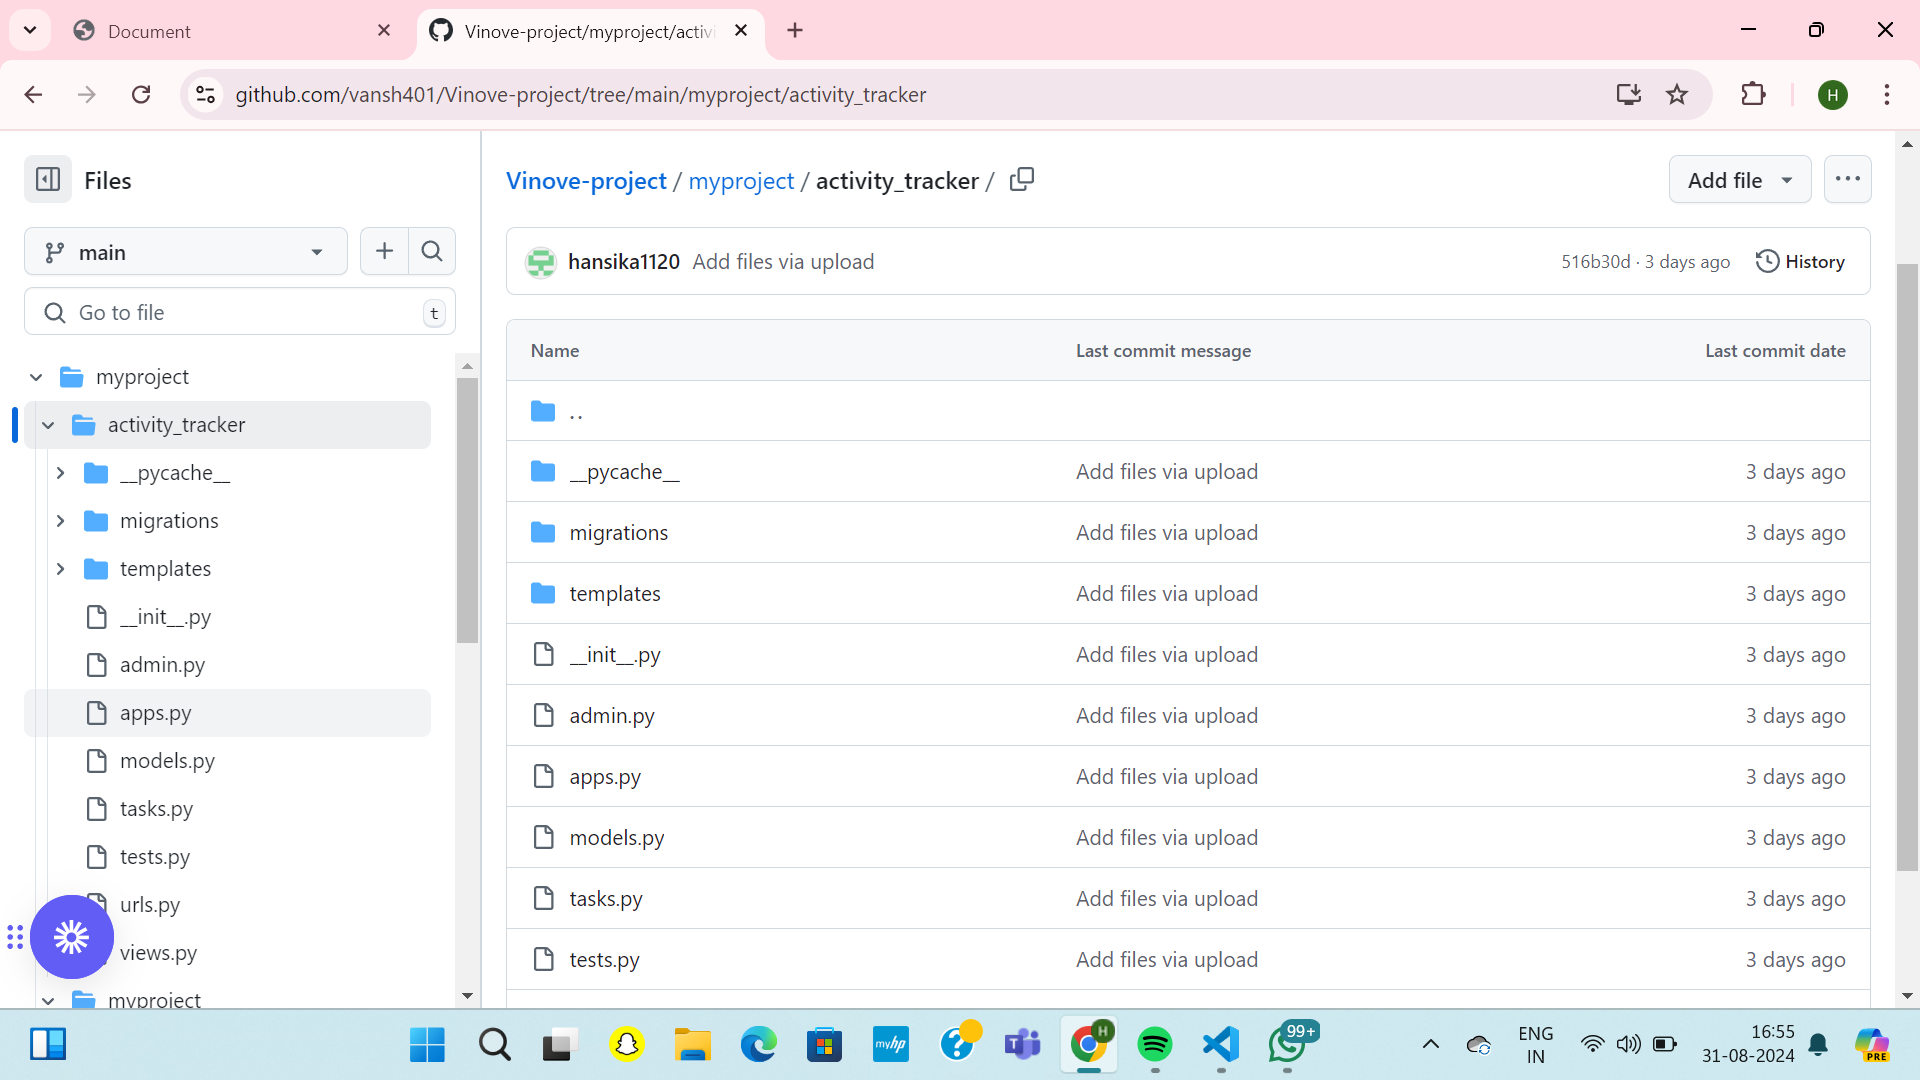 Document
Vinove-project/myproject/activi
github.com/vansh401/Vinove-project/tree/main/myproject/activity_tracker
H
Files
main
Go to file
t
myproject
activity_tracker
__pycache__
migrations
templates
__init__.py
admin.py
apps.py
models.py
tasks.py
tests.py
urls.py
views.py
myproject
Vinove-project / myproject / activity_tracker /
Add file
hansika1120 Add files via upload
516b30d · 3 days ago
History
Name Last commit message Last commit date
..
__pycache__ Add files via upload 3 days ago
migrations Add files via upload 3 days ago
templates Add files via upload 3 days ago
__init__.py Add files via upload 3 days ago
admin.py Add files via upload 3 days ago
apps.py Add files via upload 3 days ago
models.py Add files via upload 3 days ago
tasks.py Add files via upload 3 days ago
tests.py Add files via upload 3 days ago
myhp
T
H
99+
ENG
IN
16:55
31-08-2024
PRE